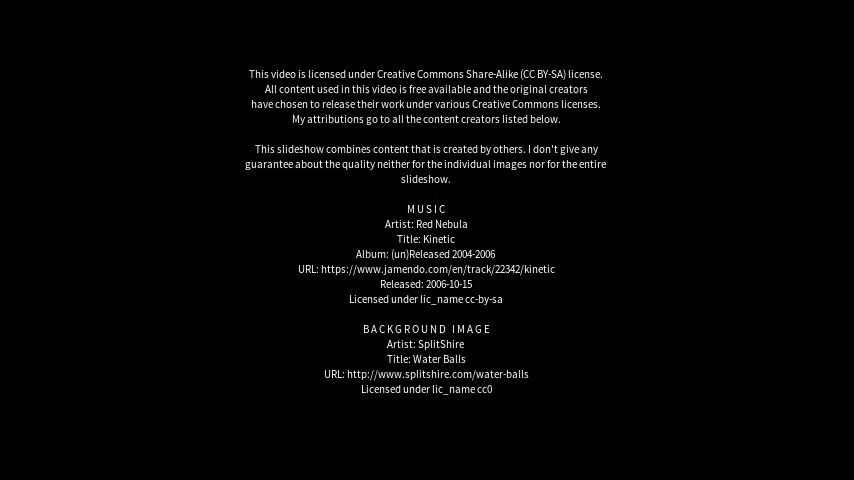 This video is licensed under Creative Commons Share-Alike (CC BY-SA) license.
All content used in this video is free available and the original creators
have chosen to release their work under various Creative Commons licenses.
My attributions go to all the content creators listed below.
This slideshow combines content that is created by others. I don't give any
guarantee about the quality neither for the individual images nor for the entire
slideshow.
MUSIC
Artist: Red Nebula
Title: Kinetic
Album: (un)Released 2004-2006
URL: https://www.jamendo.com/en/track/22342/kinetic
Released: 2006-10-15
Licensed under lic_name cc-by-sa
BACKGROUND IMAGE
Artist: SplitShire
Title: Water Balls
URL: http://www.splitshire.com/water-balls
Licensed under lic_name cc0